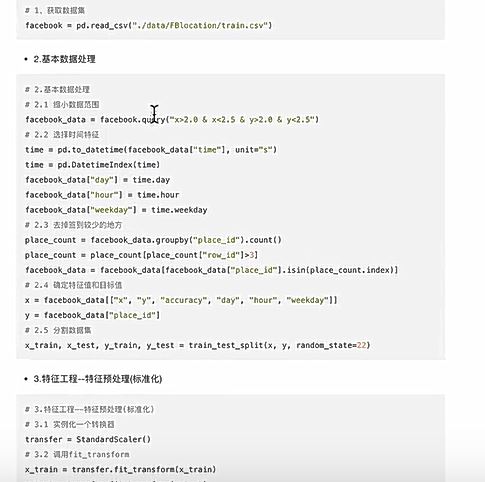 # 1、获取数据集
facebook = pd.read_csv("./data/FBlocation/train.csv")
• 2.基本数据处理
# 2.基本数据处理
# 2.1 缩小数据范围
facebook_data = facebook.query("x>2.0 & x<2.5 & y>2.0 & y<2.5")
# 2.2 选择时间特征
time = pd.to_datetime(facebook_data["time"], unit="s")
time = pd.DatetimeIndex(time)
facebook_data["day"] = time.day
facebook_data["hour"] = time.hour
facebook_data["weekday"] = time.weekday
# 2.3 去掉签到较少的地方
place_count = facebook_data.groupby("place_id").count()
place_count = place_count[place_count["row_id"]>3]
facebook_data = facebook_data[facebook_data["place_id"].isin(place_count.index)]
# 2.4 确定特征值和目标值
x = facebook_data[["x", "y", "accuracy", "day", "hour", "weekday"]]
y = facebook_data["place_id"]
# 2.5 分割数据集
x_train, x_test, y_train, y_test = train_test_split(x, y, random_state=22)
• 3.特征工程--特征预处理(标准化)
# 3.特征工程--特征预处理(标准化)
# 3.1 实例化一个转换器
transfer = StandardScaler()
# 3.2 调用fit_transform
x_train = transfer.fit_transform(x_train)